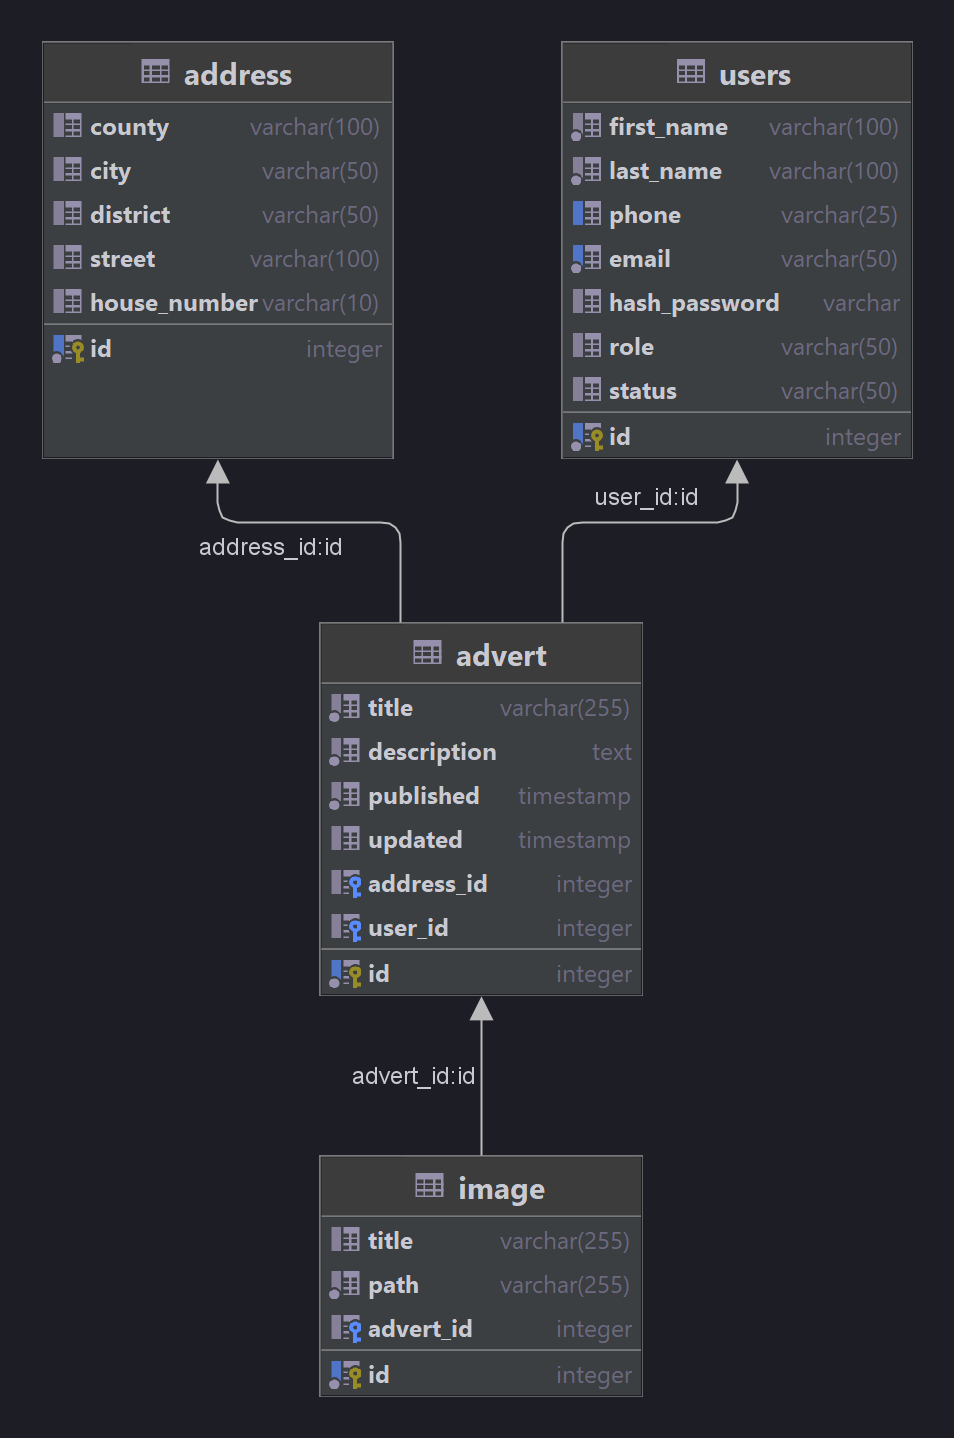 address
county varchar(100)
city varchar(50)
district varchar(50)
street varchar(100)
house_number varchar(10)
id integer
users
first_name varchar(100)
last_name varchar(100)
phone varchar(25)
email varchar(50)
hash_password varchar
role varchar(50)
status varchar(50)
id integer
address_id:id
user_id:id
advert
title varchar(255)
description text
published timestamp
updated timestamp
address_id integer
user_id integer
id integer
advert_id:id
image
title varchar(255)
path varchar(255)
advert_id integer
id integer